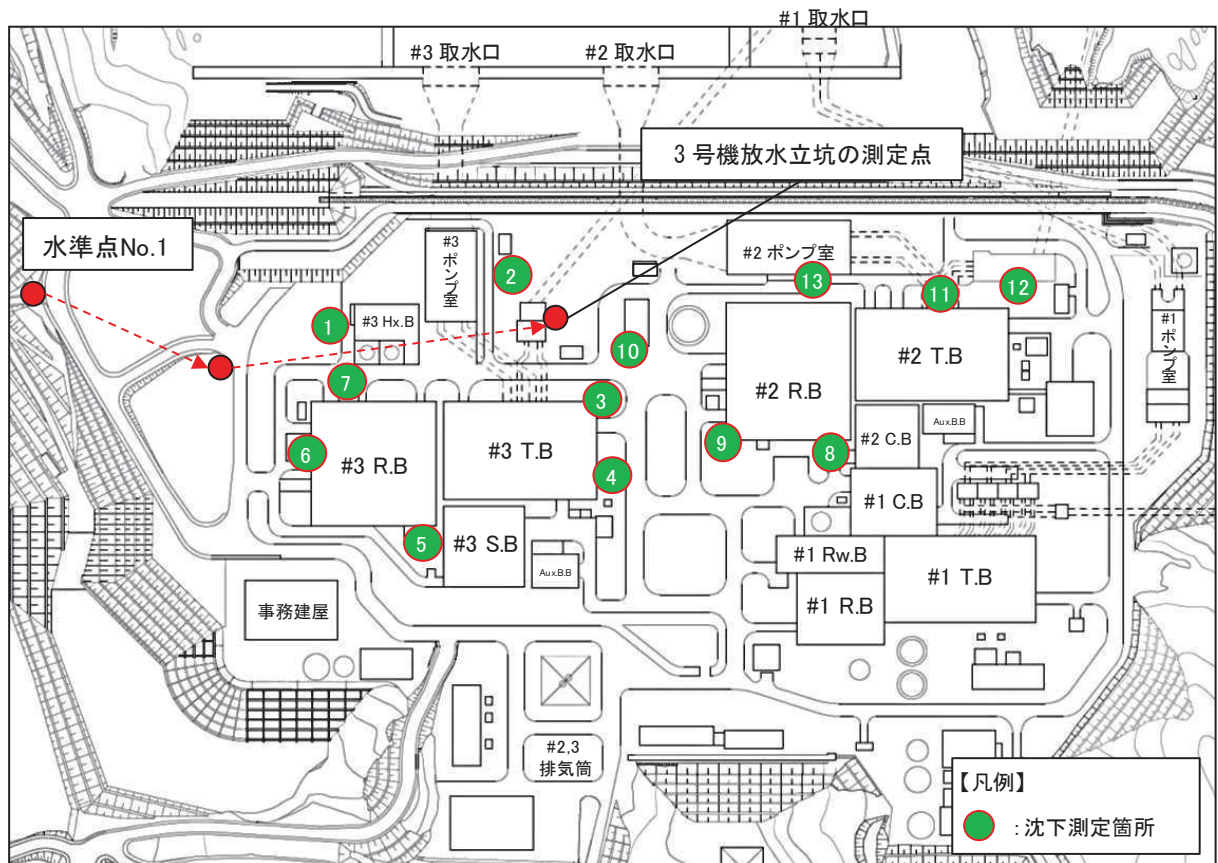 #1 取水口
#3 取水口
#2 取水口
3 号機放水立坑の測定点
水準点No.1
#3
ポンプ室
2
#2 ポンプ室
13
11
12
1
#3 Hx.B
10
#1
ポンプ室
7
3
#2 T.B
#2 R.B
6
#3 R.B
#3 T.B
4
9
8
#2 C.B
Aux.B.B
#1 C.B
5
#3 S.B
Aux.B.B
#1 Rw.B
#1 T.B
#1 R.B
事務建屋
#2,3
排気筒
【凡例】
:沈下測定箇所